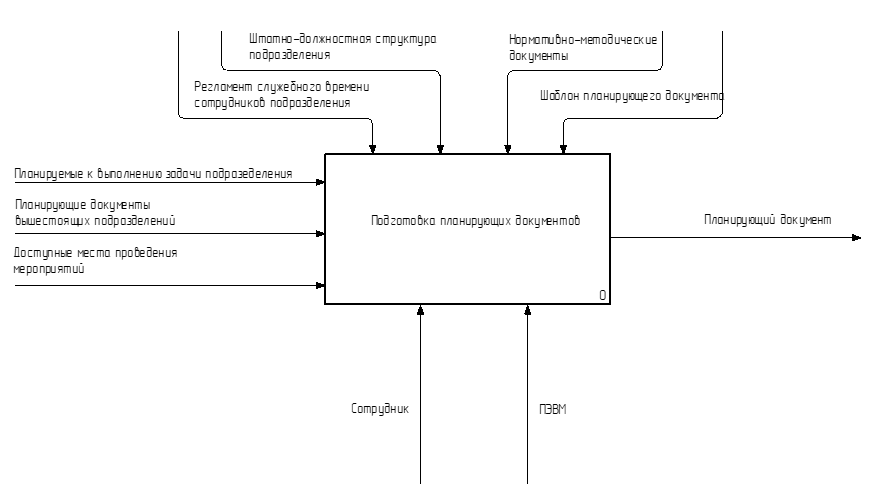 Штатно-должностная структура
подразделения
Нормативно-методические
документы
Регламент служебного времени
сотрудников подразделения
Шаблон планирующего документа
Планируемые к выполнению задачи подразеделения
Планирующие документы
вышестоящих подразделений
Доступные места проведения
мероприятий
Подготовка планирующих документов
0
Планирующий документ
Сотрудник
ПЭВМ